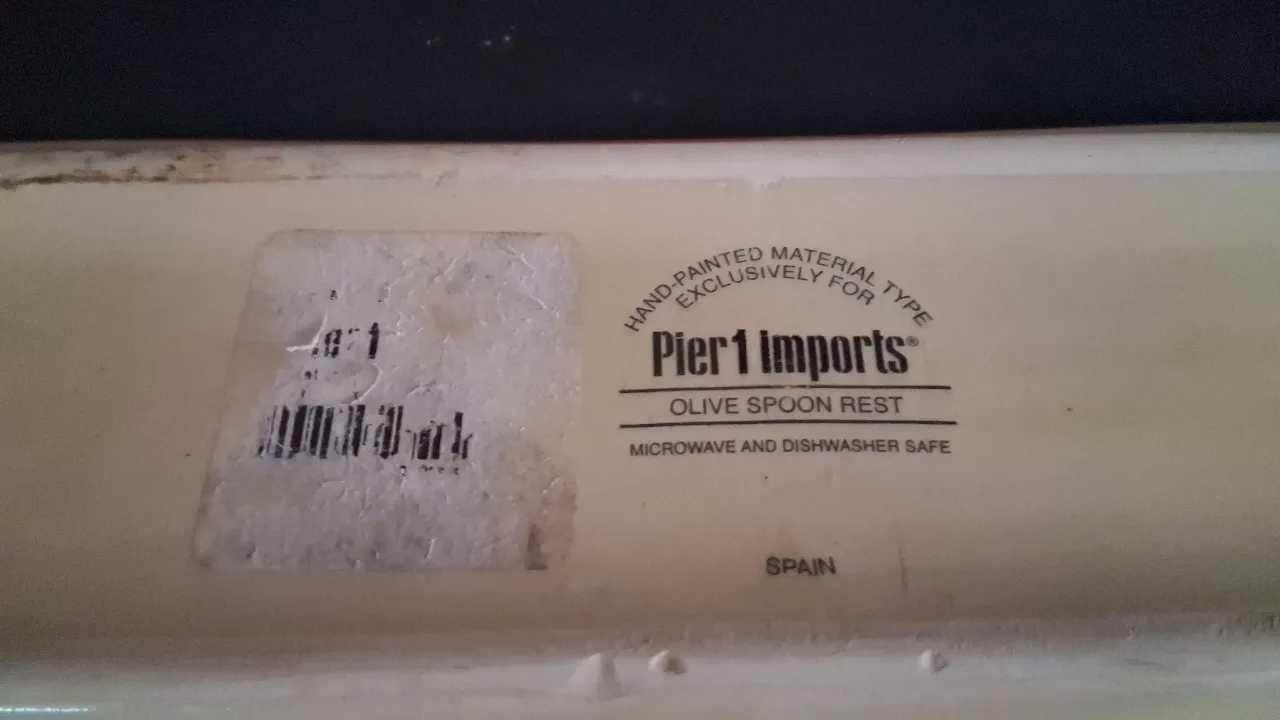 HAND-PAINTED MATERIAL TYPE
EXCLUSIVELY FOR
Pier 1 imports®
OLIVE SPOON REST
MICROWAVE AND DISHWASHER SAFE
SPAIN